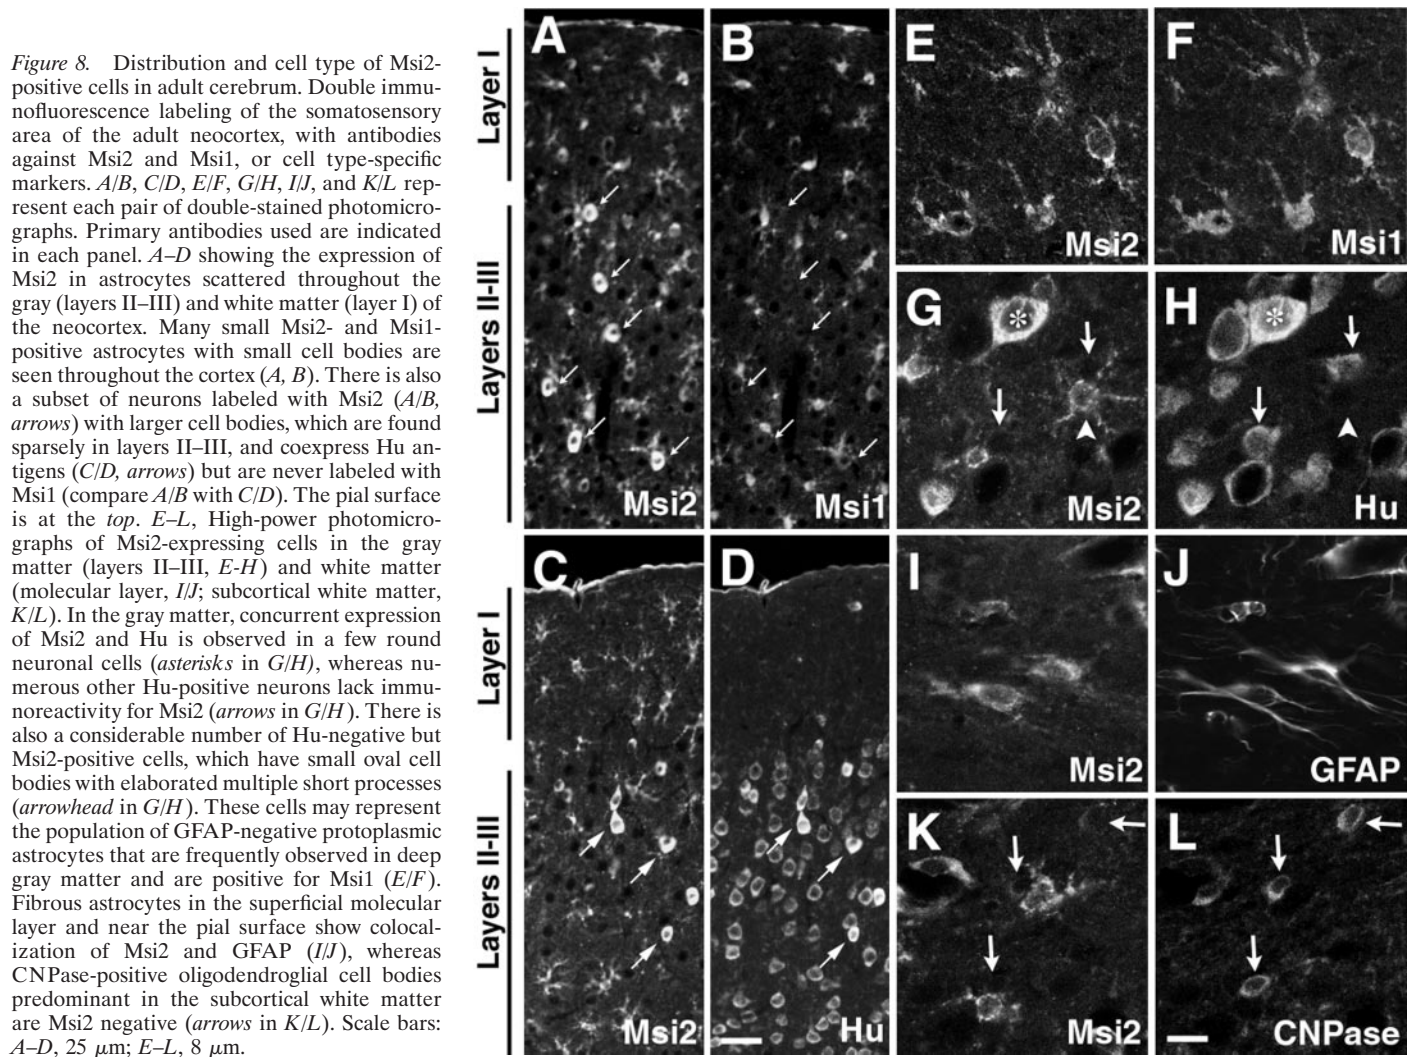 Figure 8. Distribution and cell type of Msi2-
positive cells in adult cerebrum. Double immu-
nofluorescence labeling of the somatosensory
area of the adult neocortex, with antibodies
against Msi2 and Msi1, or cell type-specific
markers. A/B, C/D, E/F, G/H, I/J, and K/L rep-
resent each pair of double-stained photomicro-
graphs. Primary antibodies used are indicated
in each panel. A–D showing the expression of
Msi2 in astrocytes scattered throughout the
gray (layers II–III) and white matter (layer I) of
the neocortex. Many small Msi2- and Msi1-
positive astrocytes with small cell bodies are
seen throughout the cortex (A, B). There is also
a subset of neurons labeled with Msi2 (A/B,
arrows) with larger cell bodies, which are found
sparsely in layers II–III, and coexpress Hu an-
tigens (C/D, arrows) but are never labeled with
Msi1 (compare A/B with C/D). The pial surface
is at the top. E–L, High-power photomicro-
graphs of Msi2-expressing cells in the gray
matter (layers II–III, E-H) and white matter
(molecular layer, I/J; subcortical white matter,
K/L). In the gray matter, concurrent expression
of Msi2 and Hu is observed in a few round
neuronal cells (asterisks in G/H), whereas nu-
merous other Hu-positive neurons lack immu-
noreactivity for Msi2 (arrows in G/H). There is
also a considerable number of Hu-negative but
Msi2-positive cells, which have small oval cell
bodies with elaborated multiple short processes
(arrowhead in G/H). These cells may represent
the population of GFAP-negative protoplasmic
astrocytes that are frequently observed in deep
gray matter and are positive for Msi1 (E/F).
Fibrous astrocytes in the superficial molecular
layer and near the pial surface show colocal-
ization of Msi2 and GFAP (I/J), whereas
CNPase-positive oligodendroglial cell bodies
predominant in the subcortical white matter
are Msi2 negative (arrows in K/L). Scale bars:
A–D, 25 μm; E–L, 8 μm.
Layer I
Layers II-III
A
Msi2
B
Msi1
E
Msi2
F
Msi1
G
*
Msi2
H
*
Hu
Layer I
Layers II-III
C
Msi2
D
Hu
I
Msi2
J
GFAP
K
Msi2
L
CNPase